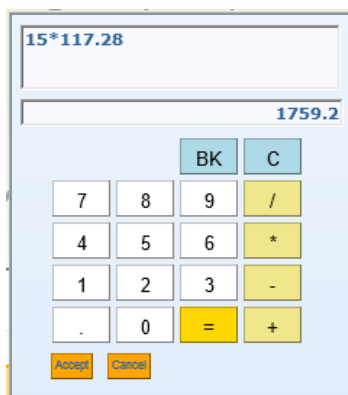 15*117.28
1759.2
BK C
7 8 9 /
4 5 6 *
1 2 3 -
. 0 = +
Accept Cancel